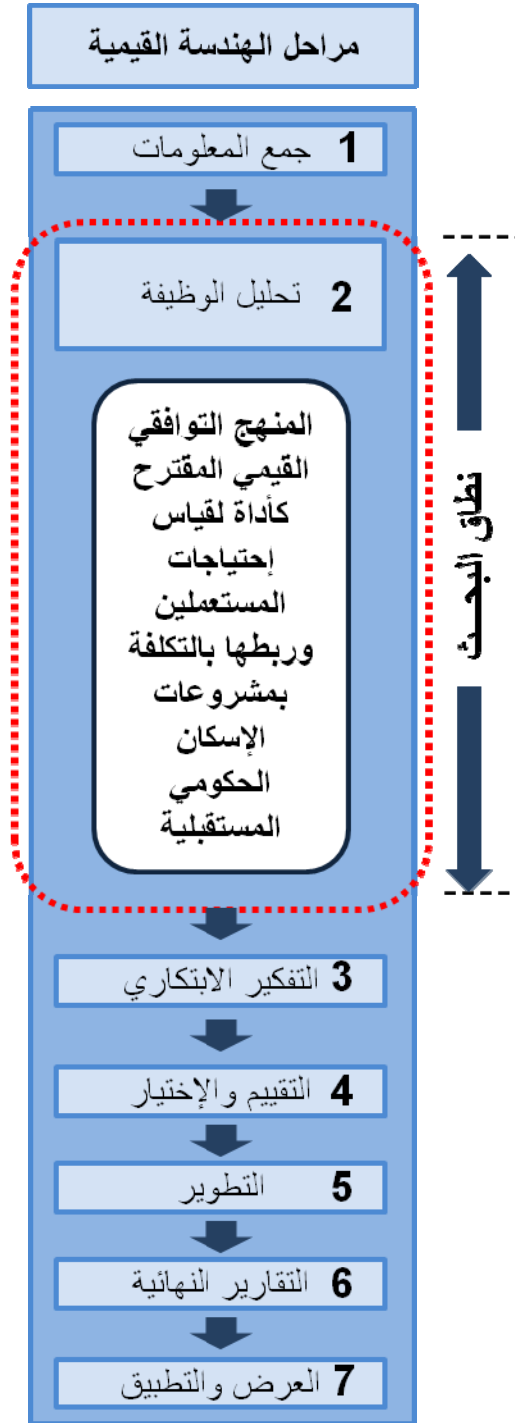 مراحل الهندسة القيمية
1 جمع المعلومات
2 تحليل الوظيفة
المنهج التوافقي
القيمي المقترح
كأداة لقياس
إحتياجات
المستعملين
وربطها بالتكلفة
بمشروعات
الإسكان
الحكومي
المستقبلية
نطاق البحــث
3 التفكير الابتكاري
4 التقييم والإختيار
5 التطوير
6 التقارير النهائية
7 العرض والتطبيق